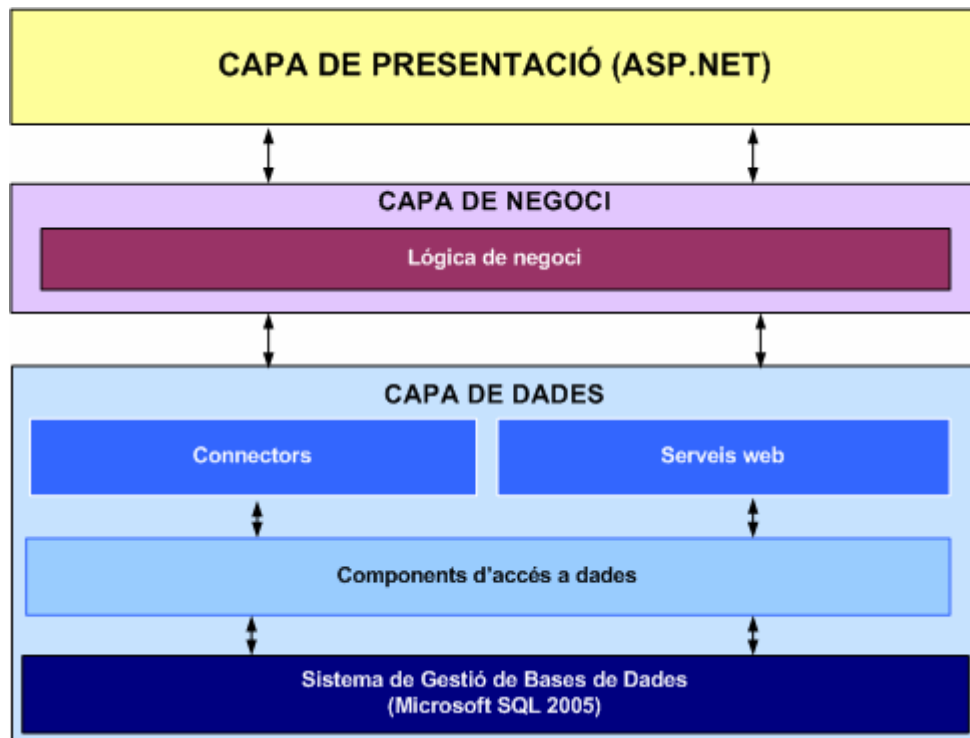 CAPA DE PRESENTACIÓ (ASP.NET)
CAPA DE NEGOCI
Lógica de negoci
CAPA DE DADES
Connectors
Serveis web
Components d'accés a dades
Sistema de Gestió de Bases de Dades
(Microsoft SQL 2005)